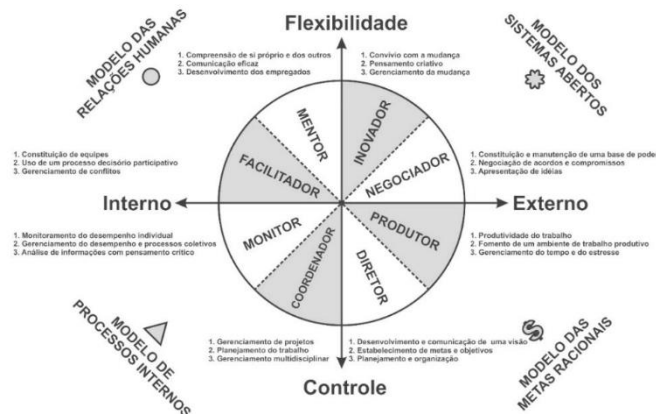 Flexibilidade
MODELO DAS
RELAÇÕES HUMANAS
1. Compreensão de si próprio e dos outros
2. Comunicação eficaz
3. Desenvolvimento dos empregados
1. Convívio com a mudança
2. Pensamento criativo
3. Gerenciamento da mudança
MODELO DOS
SISTEMAS ABERTOS
MENTOR
INOVADOR
1. Constituição de equipes
2. Uso de um processo decisório participativo
3. Gerenciamento de conflitos
FACILITADOR
NEGOCIADOR
1. Constituição e manutenção de uma base de pode
2. Negociação de acordos e compromissos
3. Apresentação de idéias
Interno
Externo
1. Monitoramento do desempenho individual
2. Gerenciamento do desempenho e processos coletivos
3. Análise de informações com pensamento crítico
MONITOR
PRODUTOR
1. Produtividade do trabalho
2. Fomente de um ambiente de trabalho produtivo
3. Gerenciamento do tempo e do estresse
COORDENADOR
DIRETOR
MODELO DE
PROCESSOS INTERNOS
1. Gerenciamento de projetos
2. Planejamento do trabalho
3. Gerenciamento multidisciplinar
1. Desenvolvimento e comunicação de uma visão
2. Estabelecimento de metas e objetivos
3. Planejamento e organização
MODELO DAS
METAS RACIONAIS
Controle